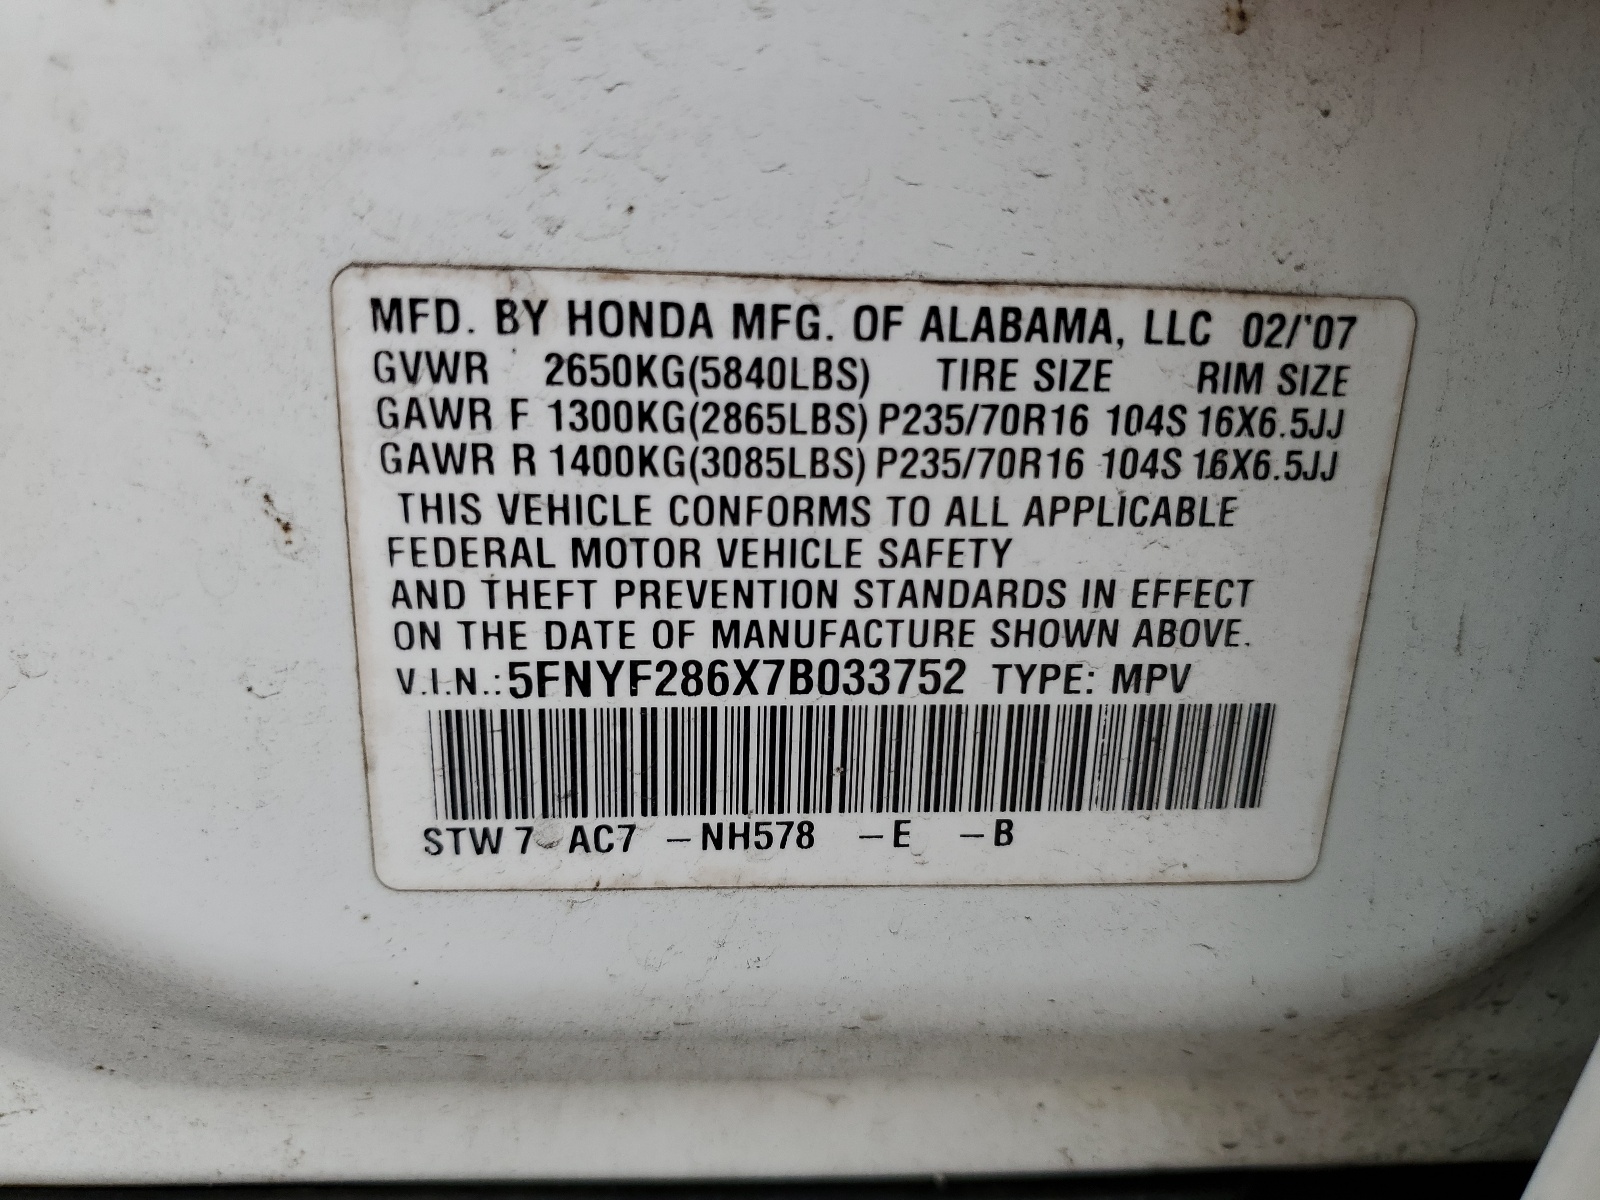 MFD. BY HONDA MFG. OF ALABAMA, LLC 02/'07
GVWR 2650KG(5840LBS) TIRE SIZE RIM SIZE
GAWR F 1300KG(2865LBS) P235/70R16 104S 16X6.5JJ
GAWR R 1400KG(3085LBS) P235/70R16 104S 16X6.5JJ
THIS VEHICLE CONFORMS TO ALL APPLICABLE
FEDERAL MOTOR VEHICLE SAFETY
AND THEFT PREVENTION STANDARDS IN EFFECT
ON THE DATE OF MANUFACTURE SHOWN ABOVE.
V.I.N.: 5FNYF286X7B033752 TYPE: MPV
STW 7 AC7 –NH578 –E –B